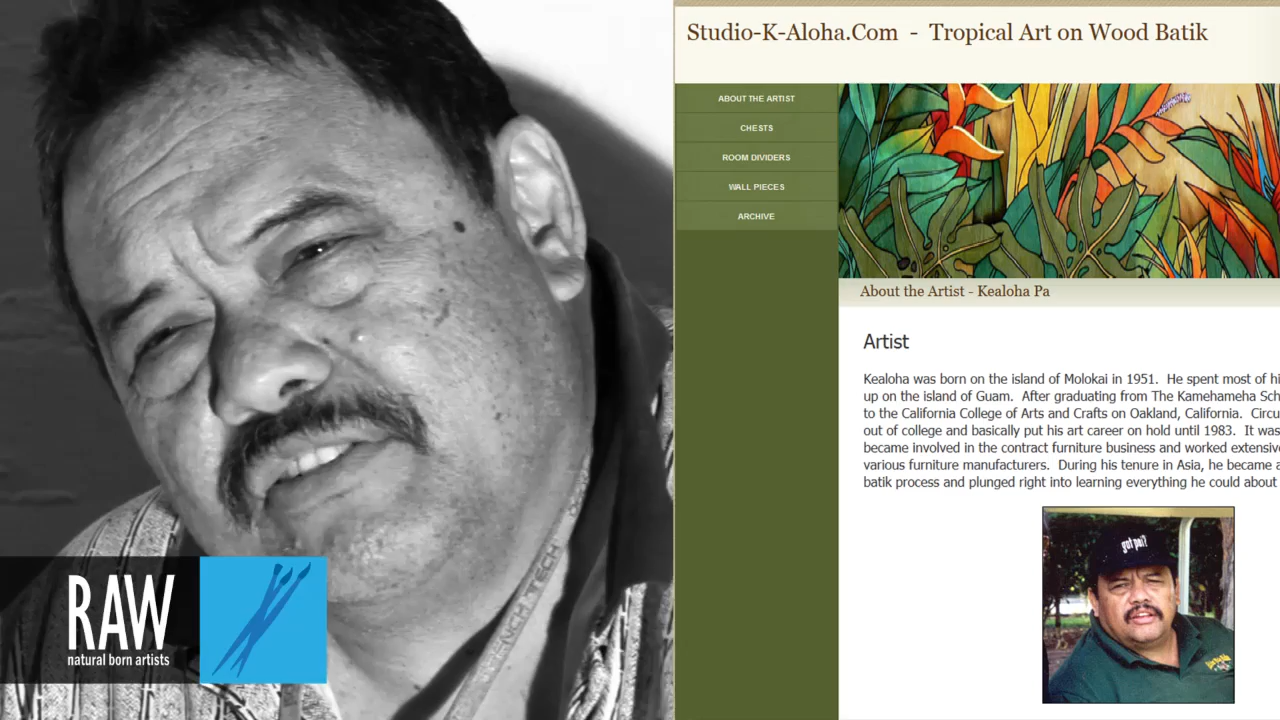 Studio-K-Aloha.Com - Tropical Art on Wood Batik
ABOUT THE ARTIST
CHESTS
ROOM DIVIDERS
WALL PIECES
ARCHIVE
About the Artist - Kealoha Pa
Artist
Kealoha was born on the island of Molokai in 1951. He spent most of
up on the island of Guam. After graduating from The Kamehameha
to the California College of Arts and Crafts on Oakland, California.
out of college and basically put his art career on hold until 1983. It was
became involved in the contract furniture business and worked
various furniture manufacturers. During his tenure in Asia, he became
batik process and plunged right into learning everything he could about
got poi?
RAW
natural born artists
TECH